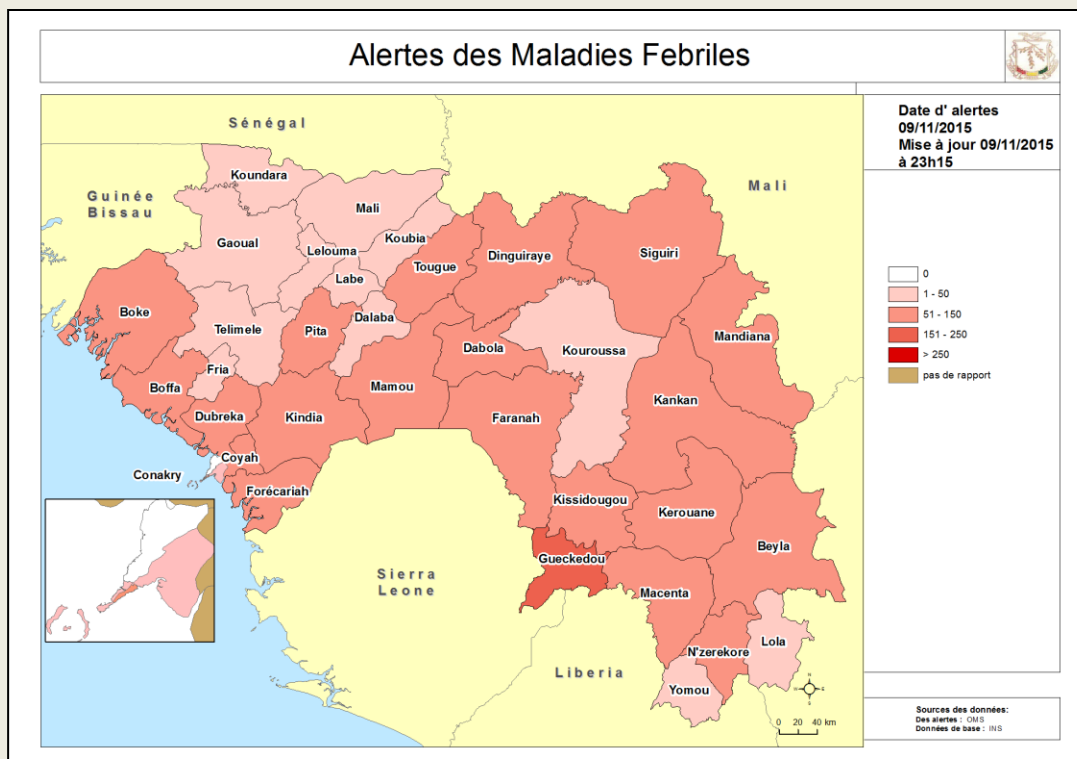 Alertes des Maladies Febriles
Date d' alertes
09/11/2015
Mise à jour 09/11/2015
à 23h15
Sénégal
Guinée
Bissau
Mali
Koundara
Mali
Gaoual
Koubia
Lelouma
Tougue
Dinguiraye
Siguiri
Labe
Boke
Telimele
Pita
Dalaba
Mandiana
Dabola
Kouroussa
Fria
Boffa
Mamou
Kankan
Dubreka
Kindia
Faranah
Coyah
Conakry
Forécariah
Kissidougou
Kerouane
Beyla
Gueckedou
Sierra
Leone
Macenta
Lola
N'zerekore
Liberia
Yomou
0
1 - 50
51 - 150
151 - 250
> 250
pas de rapport
N
W
E
S
0 20 40 km
Sources des données:
Des alertes : OMS
Données de base : INS